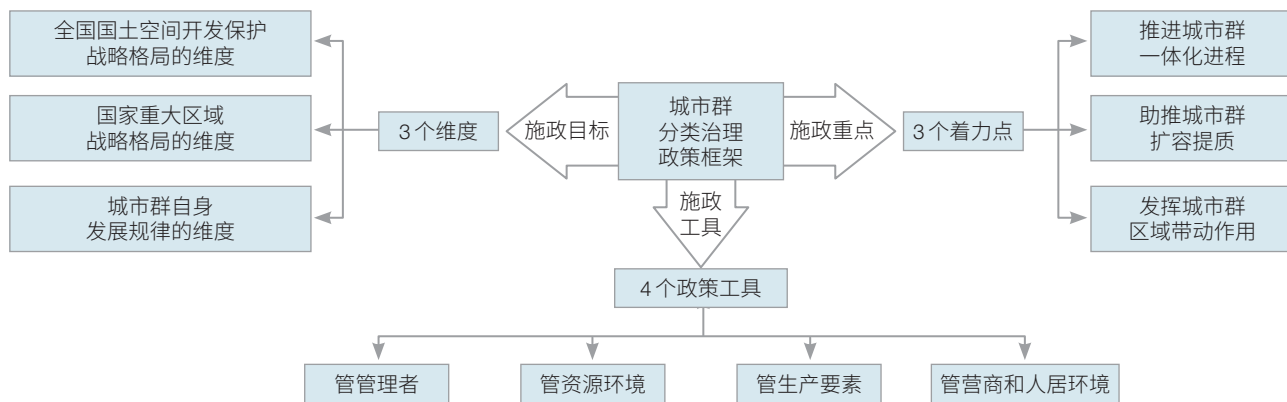 全国国土空间开发保护
战略格局的维度
国家重大区域
战略格局的维度
城市群自身
发展规律的维度
3个维度
施政目标
城市群
分类治理
政策框架
施政重点
3个着力点
推进城市群
一体化进程
助推城市群
扩容提质
发挥城市群
区域带动作用
施政
工具
4个政策工具
管管理者
管资源环境
管生产要素
管营商和人居环境